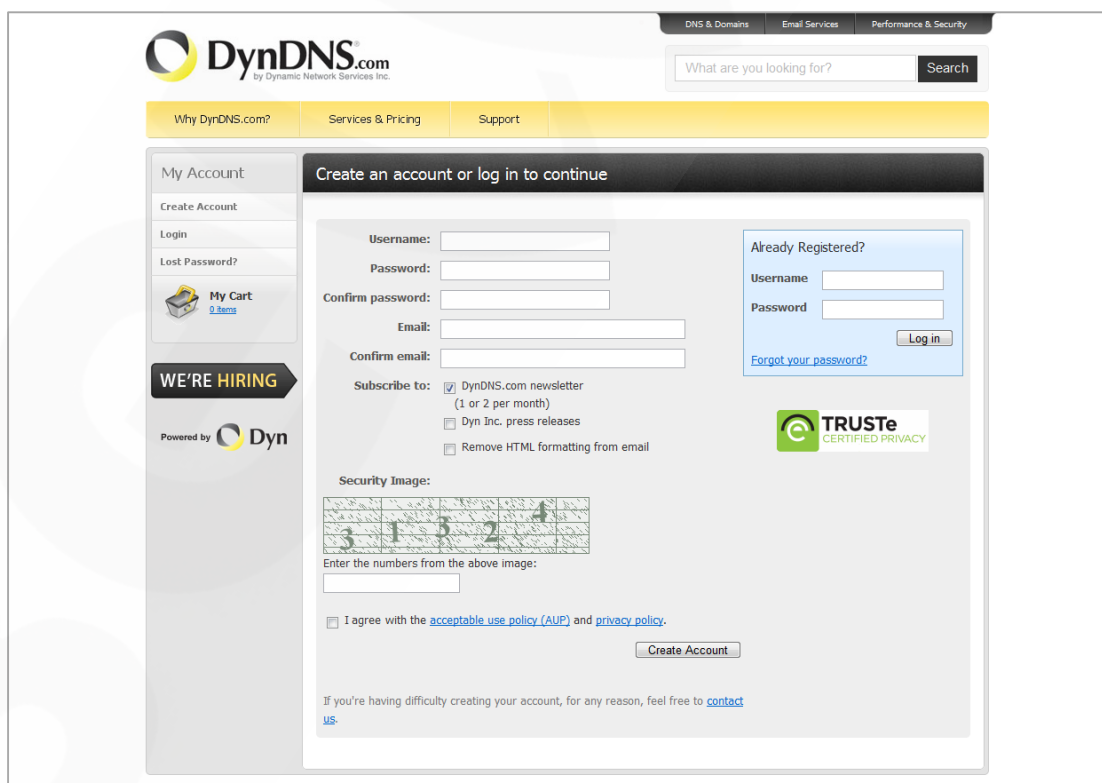 DNS & Domains Email Services Performance & Security
DynDNS.com
by Dynamic Network Services Inc.
What are you looking for? Search
Why DynDNS.com? Services & Pricing Support
My Account
Create Account
Login
Lost Password?
My Cart
0 items
WE'RE HIRING
Powered by Dyn
Create an account or log in to continue
Username:
Password:
Confirm password:
Email:
Confirm email:
Subscribe to: DynDNS.com newsletter
(1 or 2 per month)
Dyn Inc. press releases
Remove HTML formatting from email
Security Image:
3 1 3 2 4
Enter the numbers from the above image:
I agree with the acceptable use policy (AUP) and privacy policy.
Create Account
If you're having difficulty creating your account, for any reason, feel free to contact
us.
Already Registered?
Username
Password
Log in
Forgot your password?
TRUSTe
CERTIFIED PRIVACY